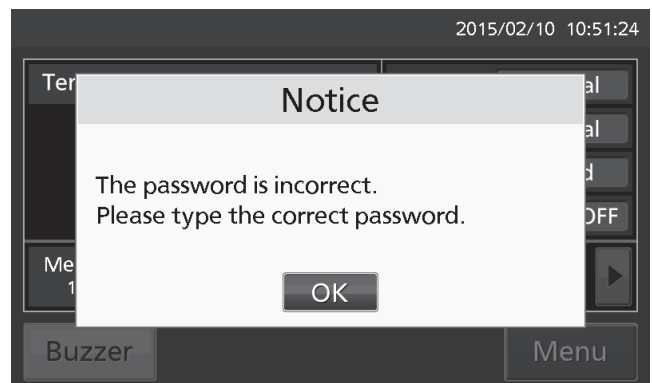 2015/02/10 10:51:24
Notice
The password is incorrect.
Please type the correct password.
OK
1
Buzzer
Menu